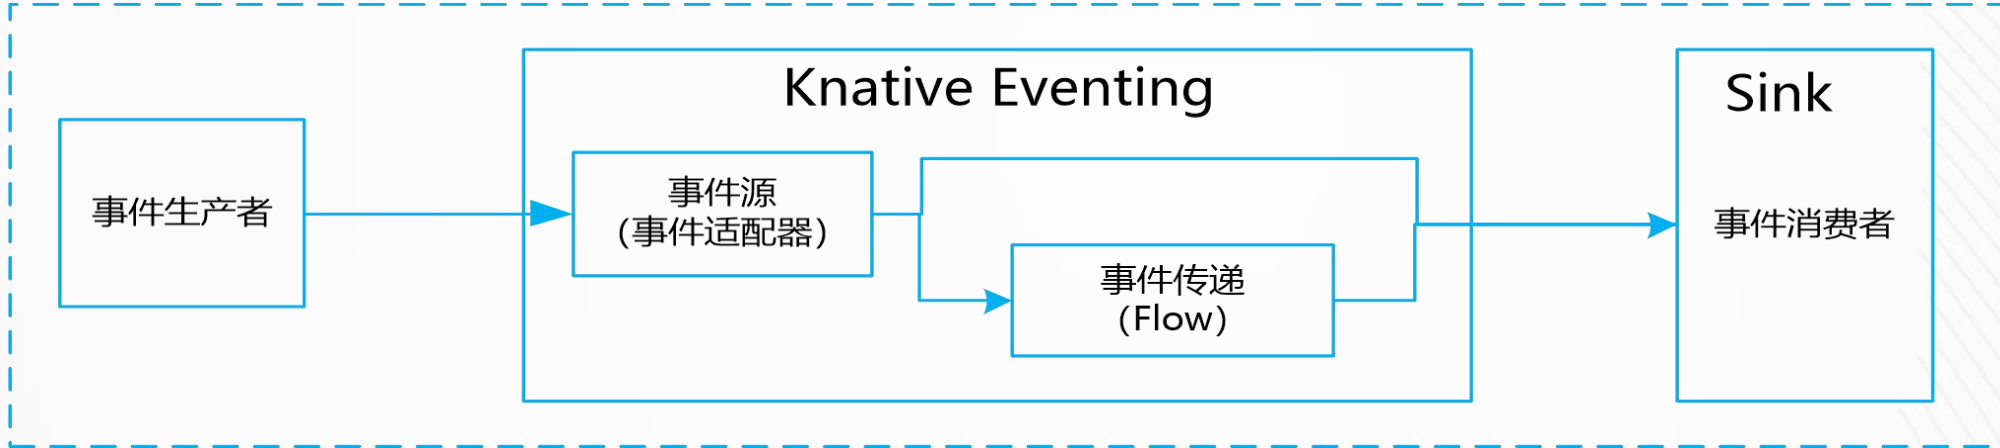 Knative Eventing
Sink
事件生产者
事件源
（事件适配器）
事件传递
（Flow）
事件消费者